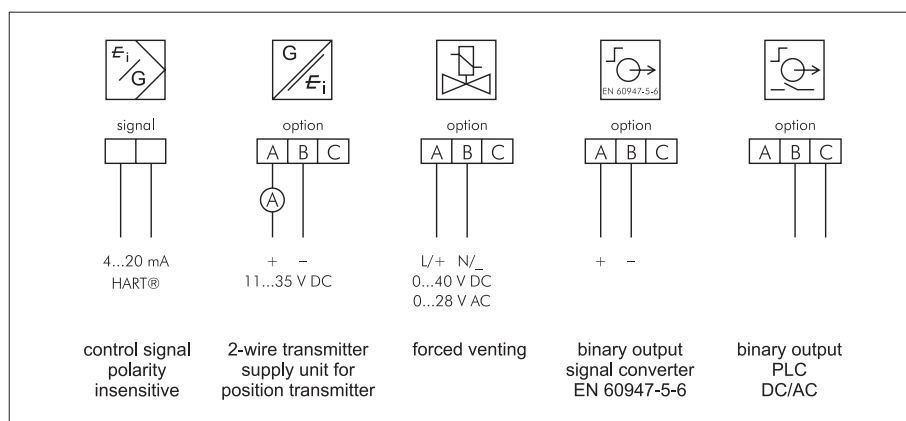 E i
G
G
E i
EN 60947-5-6
signal
option
option
option
option
A B C
A B C
A B C
A B C
A
4...20 mA
HART®
+ –
11...35 V DC
L/+ N/_
0...40 V DC
0...28 V AC
+ –
control signal
polarity
insensitive
2-wire transmitter
supply unit for
position transmitter
forced venting
binary output
signal converter
EN 60947-5-6
binary output
PLC
DC/AC